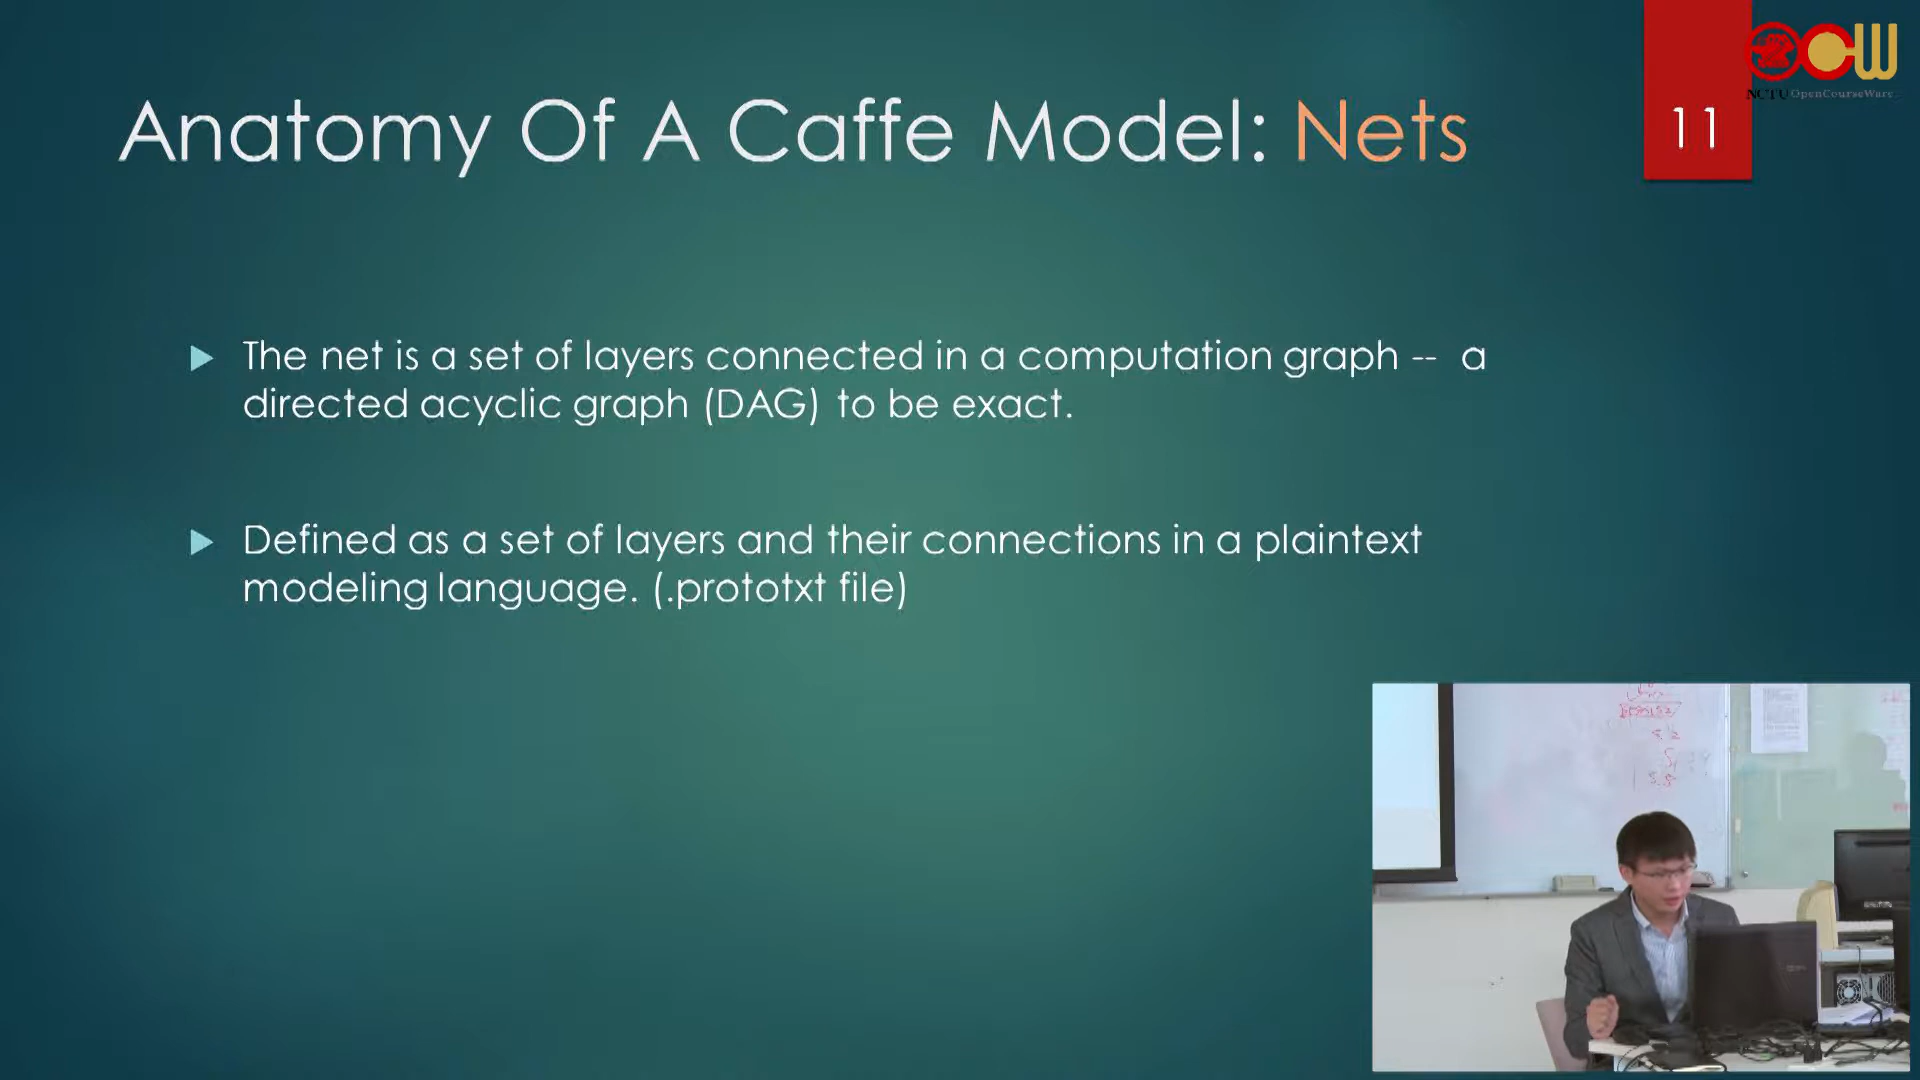 Anatomy Of A Caffe Model: Nets
11
NCTU OpenCourseWare
The net is a set of layers connected in a computation graph -- a
directed acyclic graph (DAG) to be exact.
Defined as a set of layers and their connections in a plaintext
modeling language. (.prototxt file)